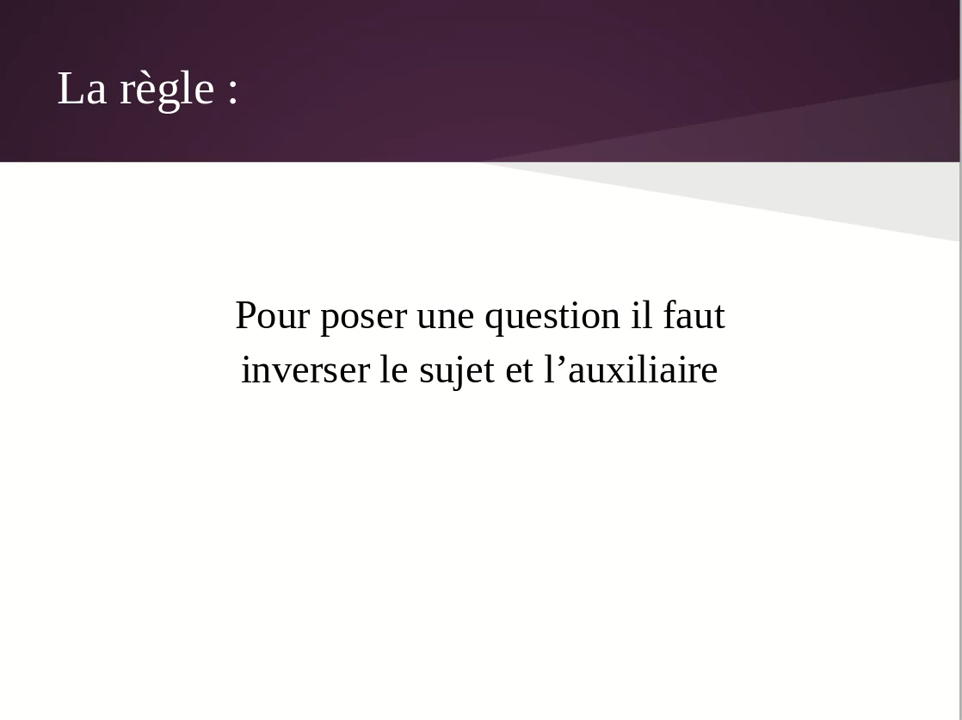 La règle :
Pour poser une question il faut
inverser le sujet et l’auxiliaire